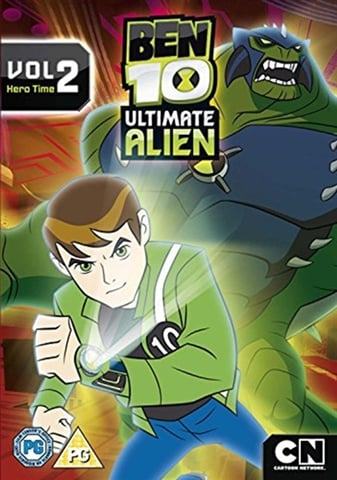 VOL 2
Hero Time
BEN
10
ULTIMATE
ALIEN
10
PG
PG
CN
CARTOON NETWORK.